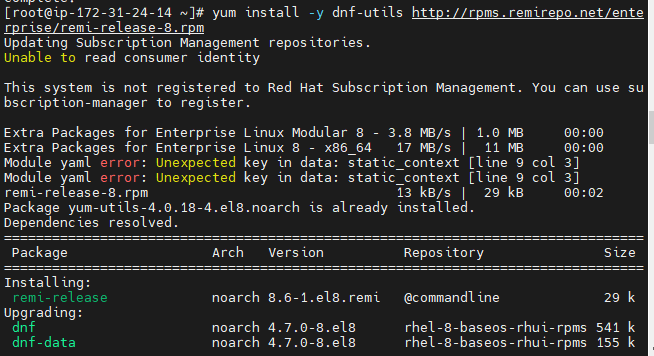 complete.
[root@ip-172-31-24-14 ~]# yum install -y dnf-utils http://rpms.remirepo.net/ente
rprise/remi-release-8.rpm
Updating Subscription Management repositories.
Unable to read consumer identity

This system is not registered to Red Hat Subscription Management. You can use su
bscription-manager to register.

Extra Packages for Enterprise Linux Modular 8 - 3.8 MB/s | 1.0 MB     00:00
Extra Packages for Enterprise Linux 8 - x86_64   17 MB/s |  11 MB     00:00
Module yaml error: Unexpected key in data: static_context [line 9 col 3]
Module yaml error: Unexpected key in data: static_context [line 9 col 3]
remi-release-8.rpm                               13 kB/s |  29 kB     00:02
Package yum-utils-4.0.18-4.el8.noarch is already installed.
Dependencies resolved.
================================================================================
 Package                  Arch   Version          Repository               Size
================================================================================
Installing:
 remi-release             noarch 8.6-1.el8.remi   @commandline             29 k
Upgrading:
 dnf                      noarch 4.7.0-8.el8      rhel-8-baseos-rhui-rpms 541 k
 dnf-data                 noarch 4.7.0-8.el8      rhel-8-baseos-rhui-rpms 155 k